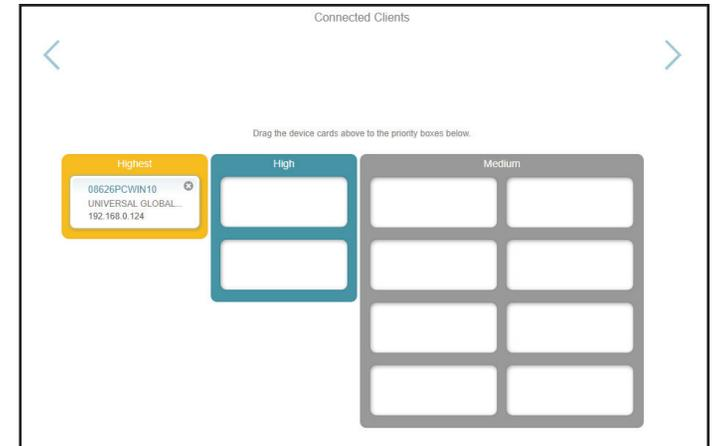 Connected Clients
Drag the device cards above to the priority boxes below.
Highest
High
Medium
08626PCWIN10
UNIVERSAL GLOBAL...
192.168.0.124